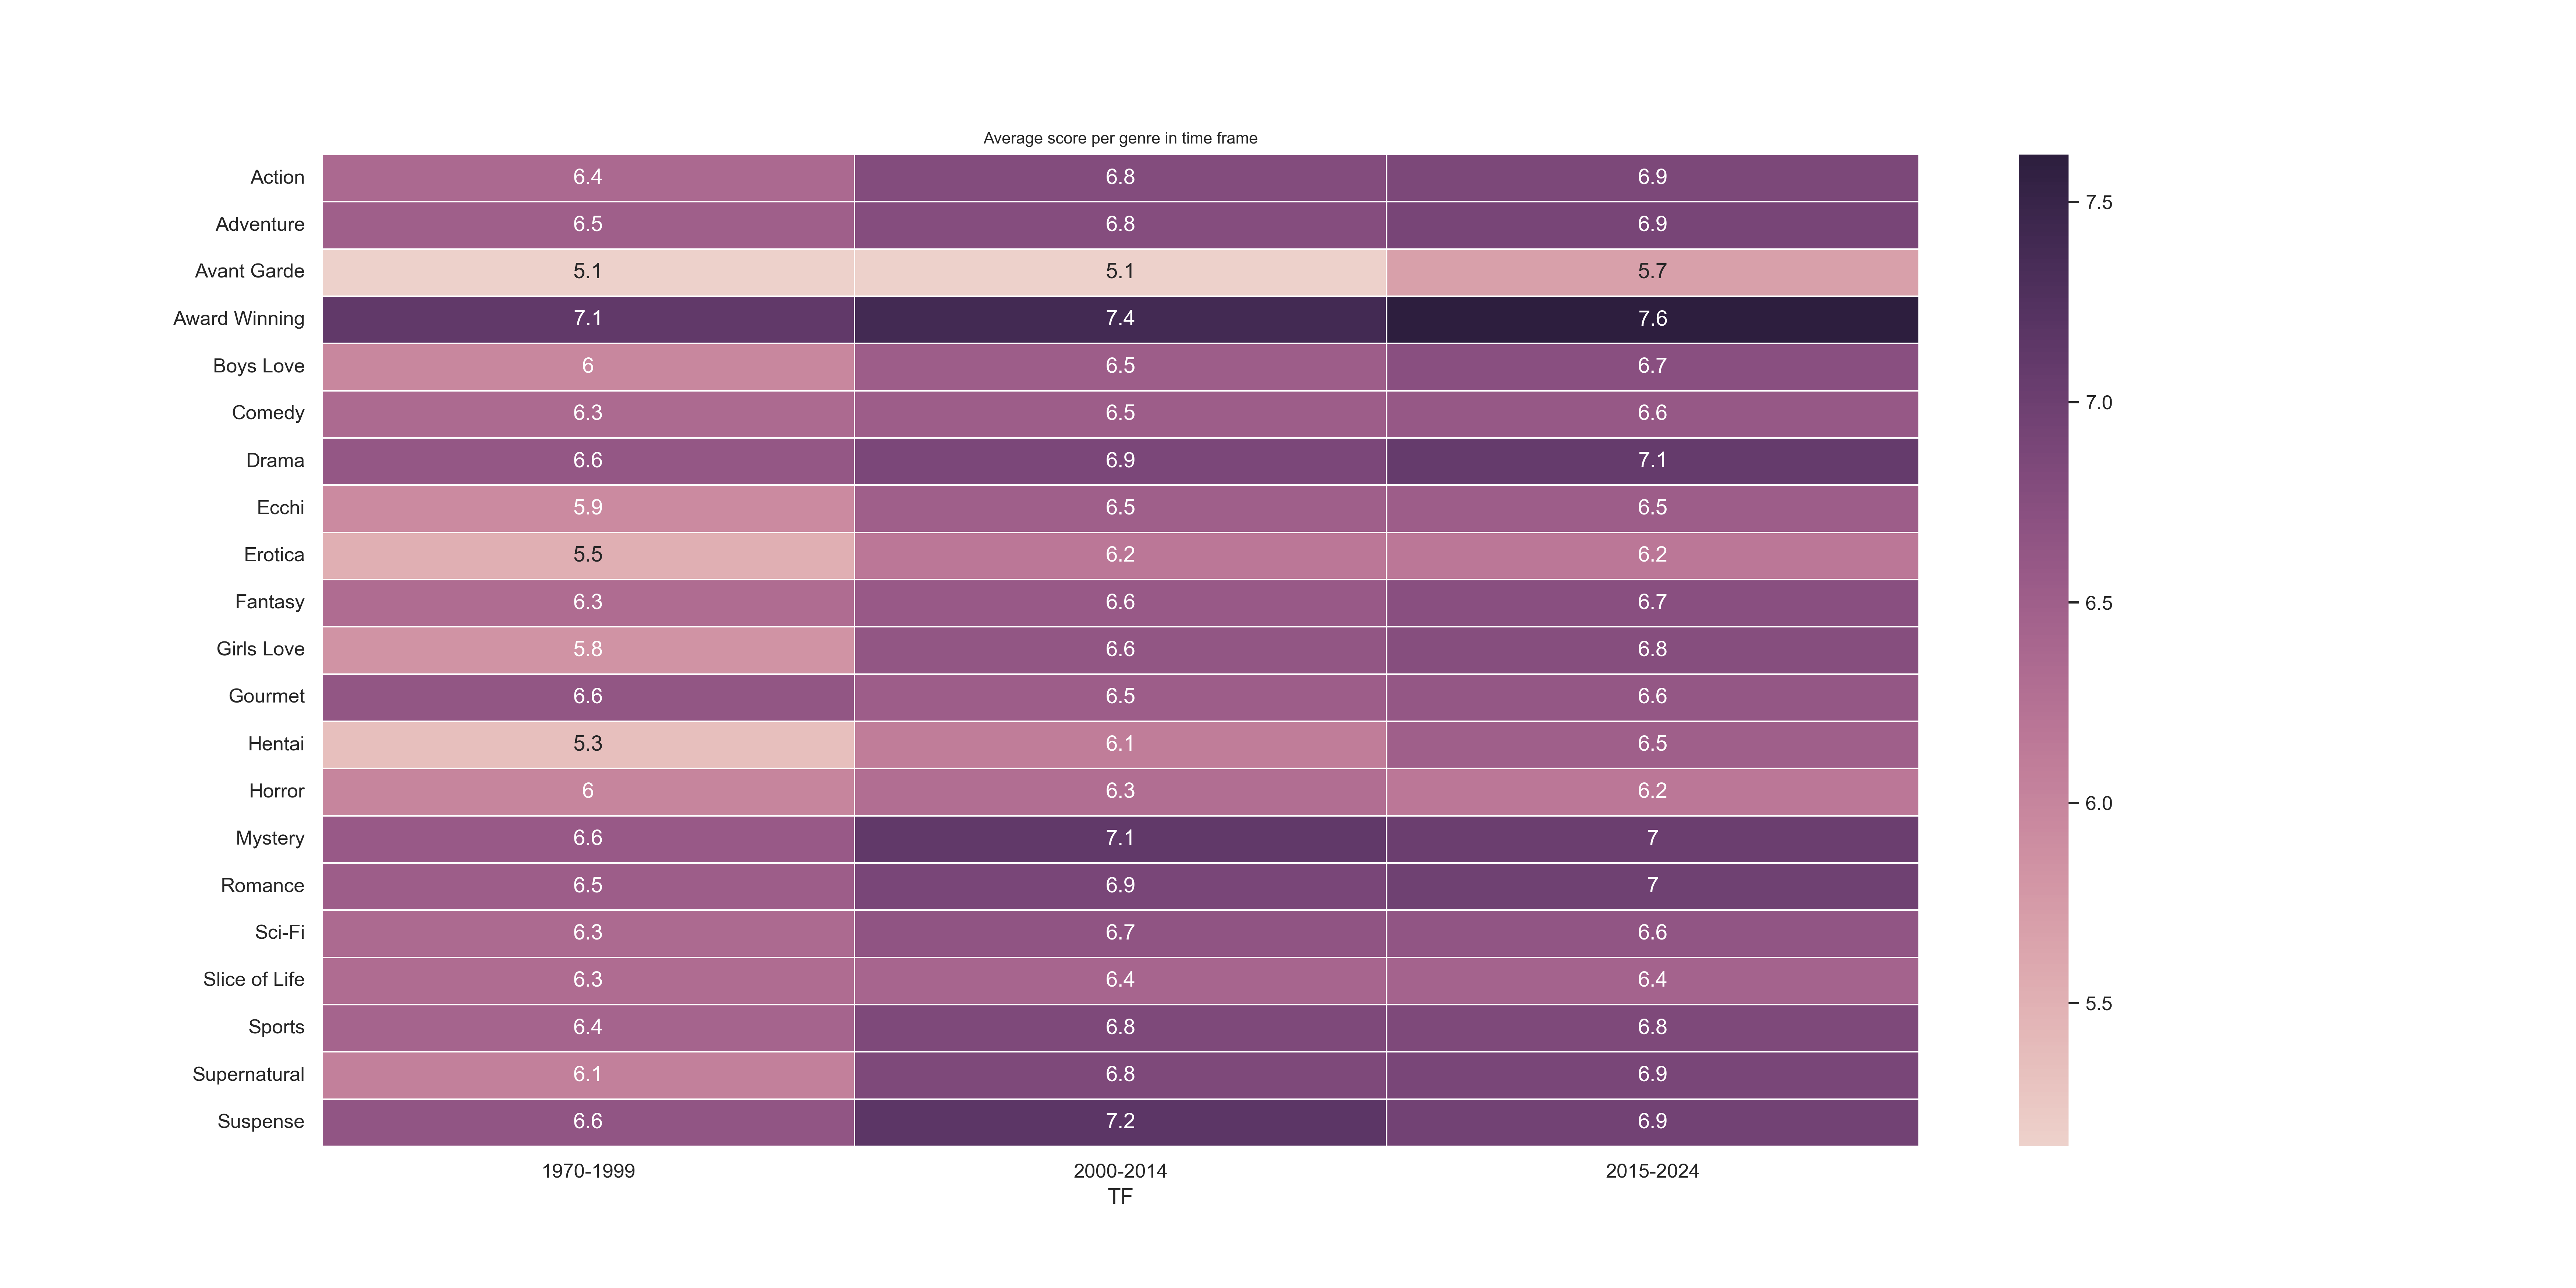 Average score per genre in time frame
Action 6.4 6.8 6.9
7.5
Adventure 6.5 6.8 6.9
Avant Garde 5.1 5.1 5.7
Award Winning 7.1 7.4 7.6
Boys Love 6 6.5 6.7
7.0
Comedy 6.3 6.5 6.6
Drama 6.6 6.9 7.1
Ecchi 5.9 6.5 6.5
Erotica 5.5 6.2 6.2
Fantasy 6.3 6.6 6.7
6.5
Girls Love 5.8 6.6 6.8
Gourmet 6.6 6.5 6.6
Hentai 5.3 6.1 6.5
Horror 6 6.3 6.2
6.0
Mystery 6.6 7.1 7
Romance 6.5 6.9 7
Sci-Fi 6.3 6.7 6.6
Slice of Life 6.3 6.4 6.4
5.5
Sports 6.4 6.8 6.8
Supernatural 6.1 6.8 6.9
Suspense 6.6 7.2 6.9
1970-1999 2000-2014 2015-2024
TF